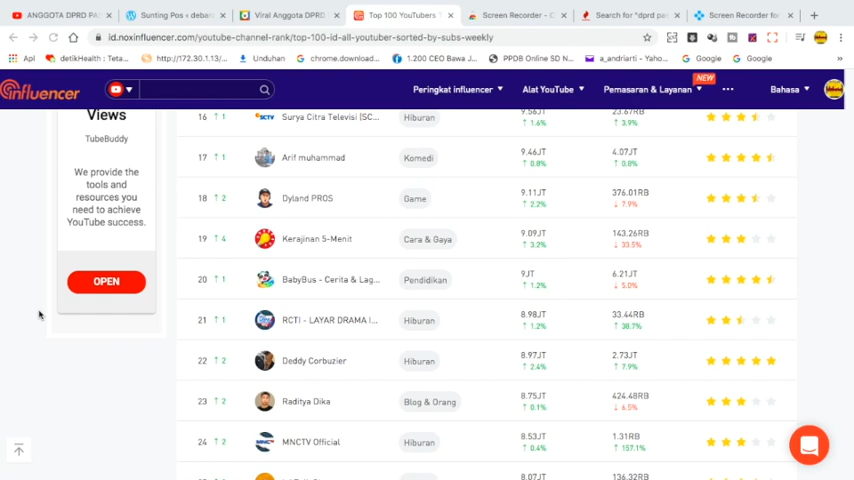 ANGGOTA DPRD PA
Sunting Pos « debar
Viral Anggota DPRD
Top 100 YouTubers
Screen Recorder - C
Search for "dprd pa
Screen Recorder for
id.noxinfluencer.com/youtube-channel-rank/top-100-id-all-youtuber-sorted-by-subs-weekly
Apl
detikHealth : Teta...
http://172.30.1.13/...
Unduhan
chrome.download...
1.200 CEO Bawa J...
PPDB Online SD N...
a_andriarti - Yaho...
Google
Google
influencer
Peringkat influencer
Alat YouTube
Pemasaran & Layanan
NEW
Bahasa
Views
TubeBuddy
We provide the
tools and
resources you
need to achieve
YouTube success.
OPEN
16 ↑ 1 Surya Citra Televisi (SC... Hiburan 9.56JT ↑ 1.6% 23.67RB ↑ 3.9%
17 ↑ 1 Arif muhammad Komedi 9.46JT ↑ 0.8% 4.07JT ↑ 0.8%
18 ↑ 2 Dyland PROS Game 9.11JT ↑ 2.2% 376.01RB ↓ 7.9%
19 ↑ 4 Kerajinan 5-Menit Cara & Gaya 9.09JT ↑ 3.2% 143.26RB ↓ 33.5%
20 ↑ 1 BabyBus - Cerita & Lag... Pendidikan 9JT ↑ 1.2% 6.21JT ↓ 5.0%
21 ↑ 1 RCTI - LAYAR DRAMA I... Hiburan 8.98JT ↑ 1.2% 33.44RB ↑ 38.7%
22 ↑ 2 Deddy Corbuzier Hiburan 8.97JT ↑ 2.4% 2.73JT ↑ 7.9%
23 ↑ 2 Raditya Dika Blog & Orang 8.75JT ↑ 0.1% 424.48RB ↓ 6.5%
24 ↑ 2 MNCTV Official Hiburan 8.53JT ↑ 0.4% 1.31RB ↑ 157.1%
8.07JT 136.32RB